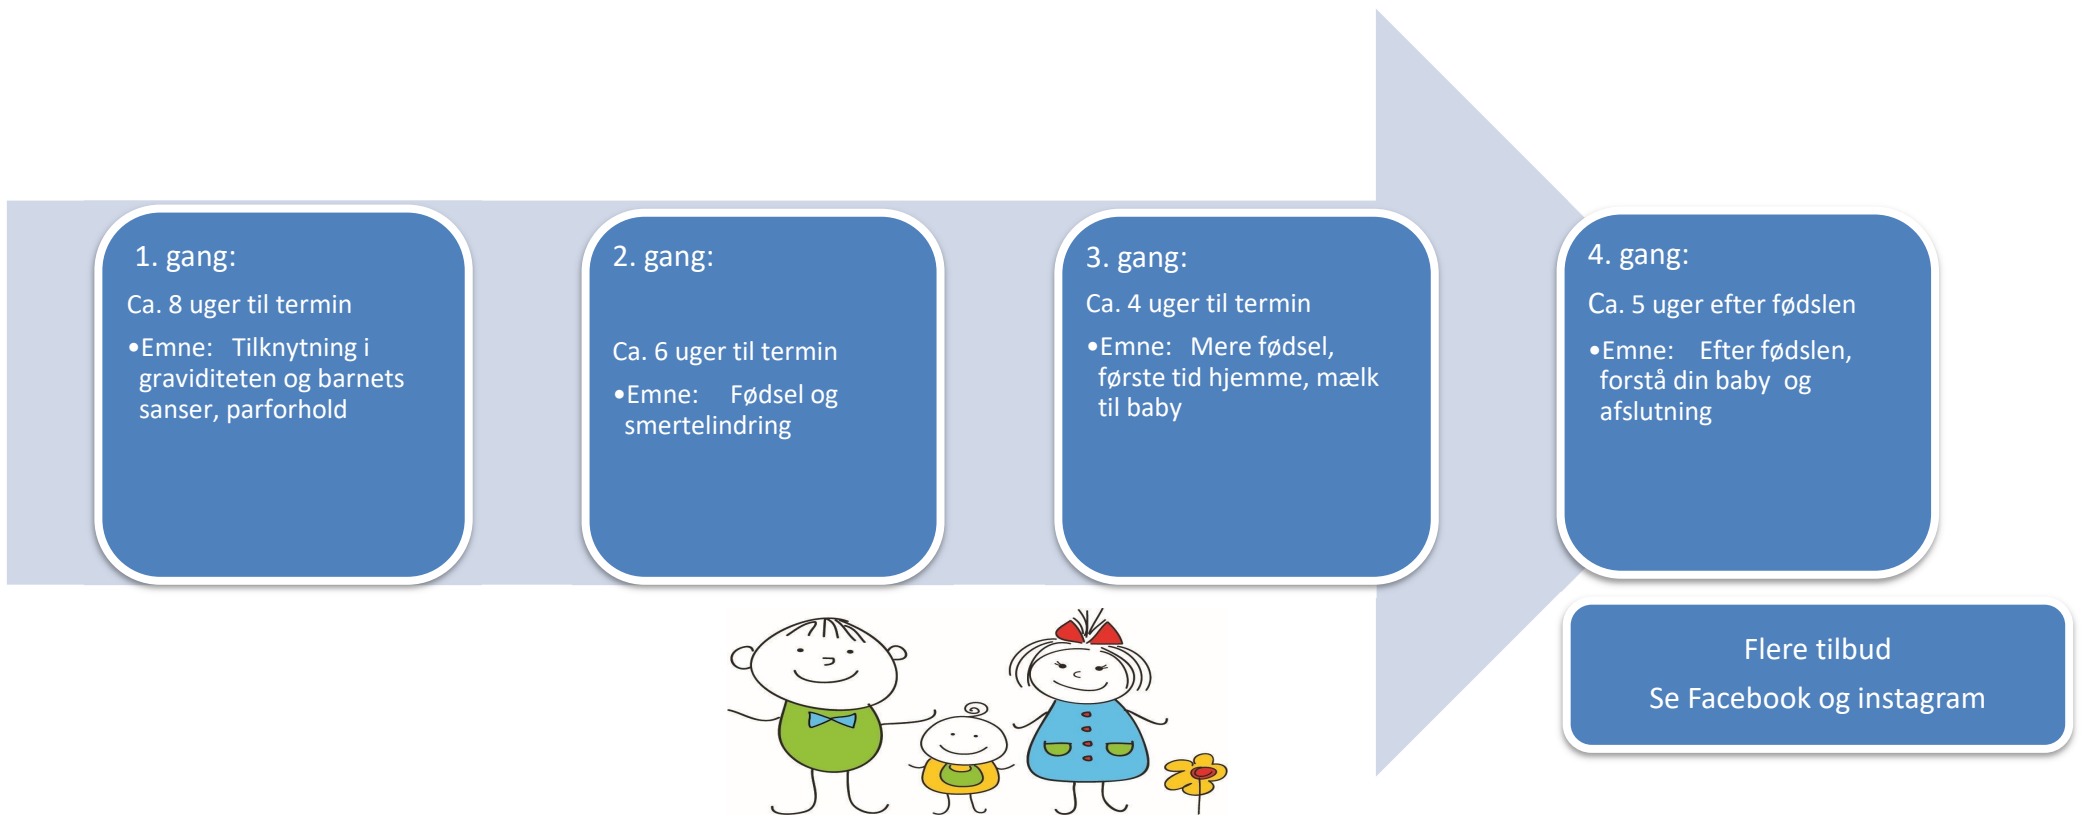 1. gang:
Ca. 8 uger til termin
•Emne: Tilknytning i
graviditeten og barnets
sanser, parforhold
2. gang:
Ca. 6 uger til termin
•Emne: Fødsel og
smertelindring
3. gang:
Ca. 4 uger til termin
•Emne: Mere fødsel,
første tid hjemme, mælk
til baby
4. gang:
Ca. 5 uger efter fødslen
•Emne: Efter fødslen,
forstå din baby og
afslutning
Flere tilbud
Se Facebook og instagram